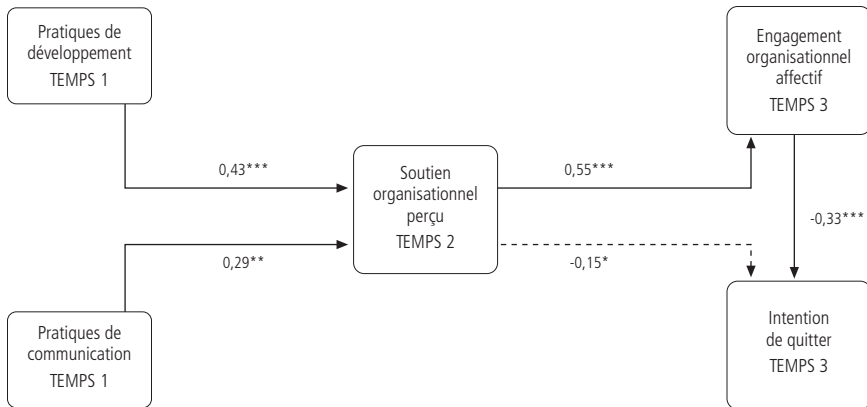 Pratiques de
développement
TEMPS 1
Engagement
organisationnel
affectif
TEMPS 3
0,43***
Soutien
organisationnel
perçu
TEMPS 2
0,55***
-0,33***
0,29**
-0,15*
Pratiques de
communication
TEMPS 1
Intention
de quitter
TEMPS 3